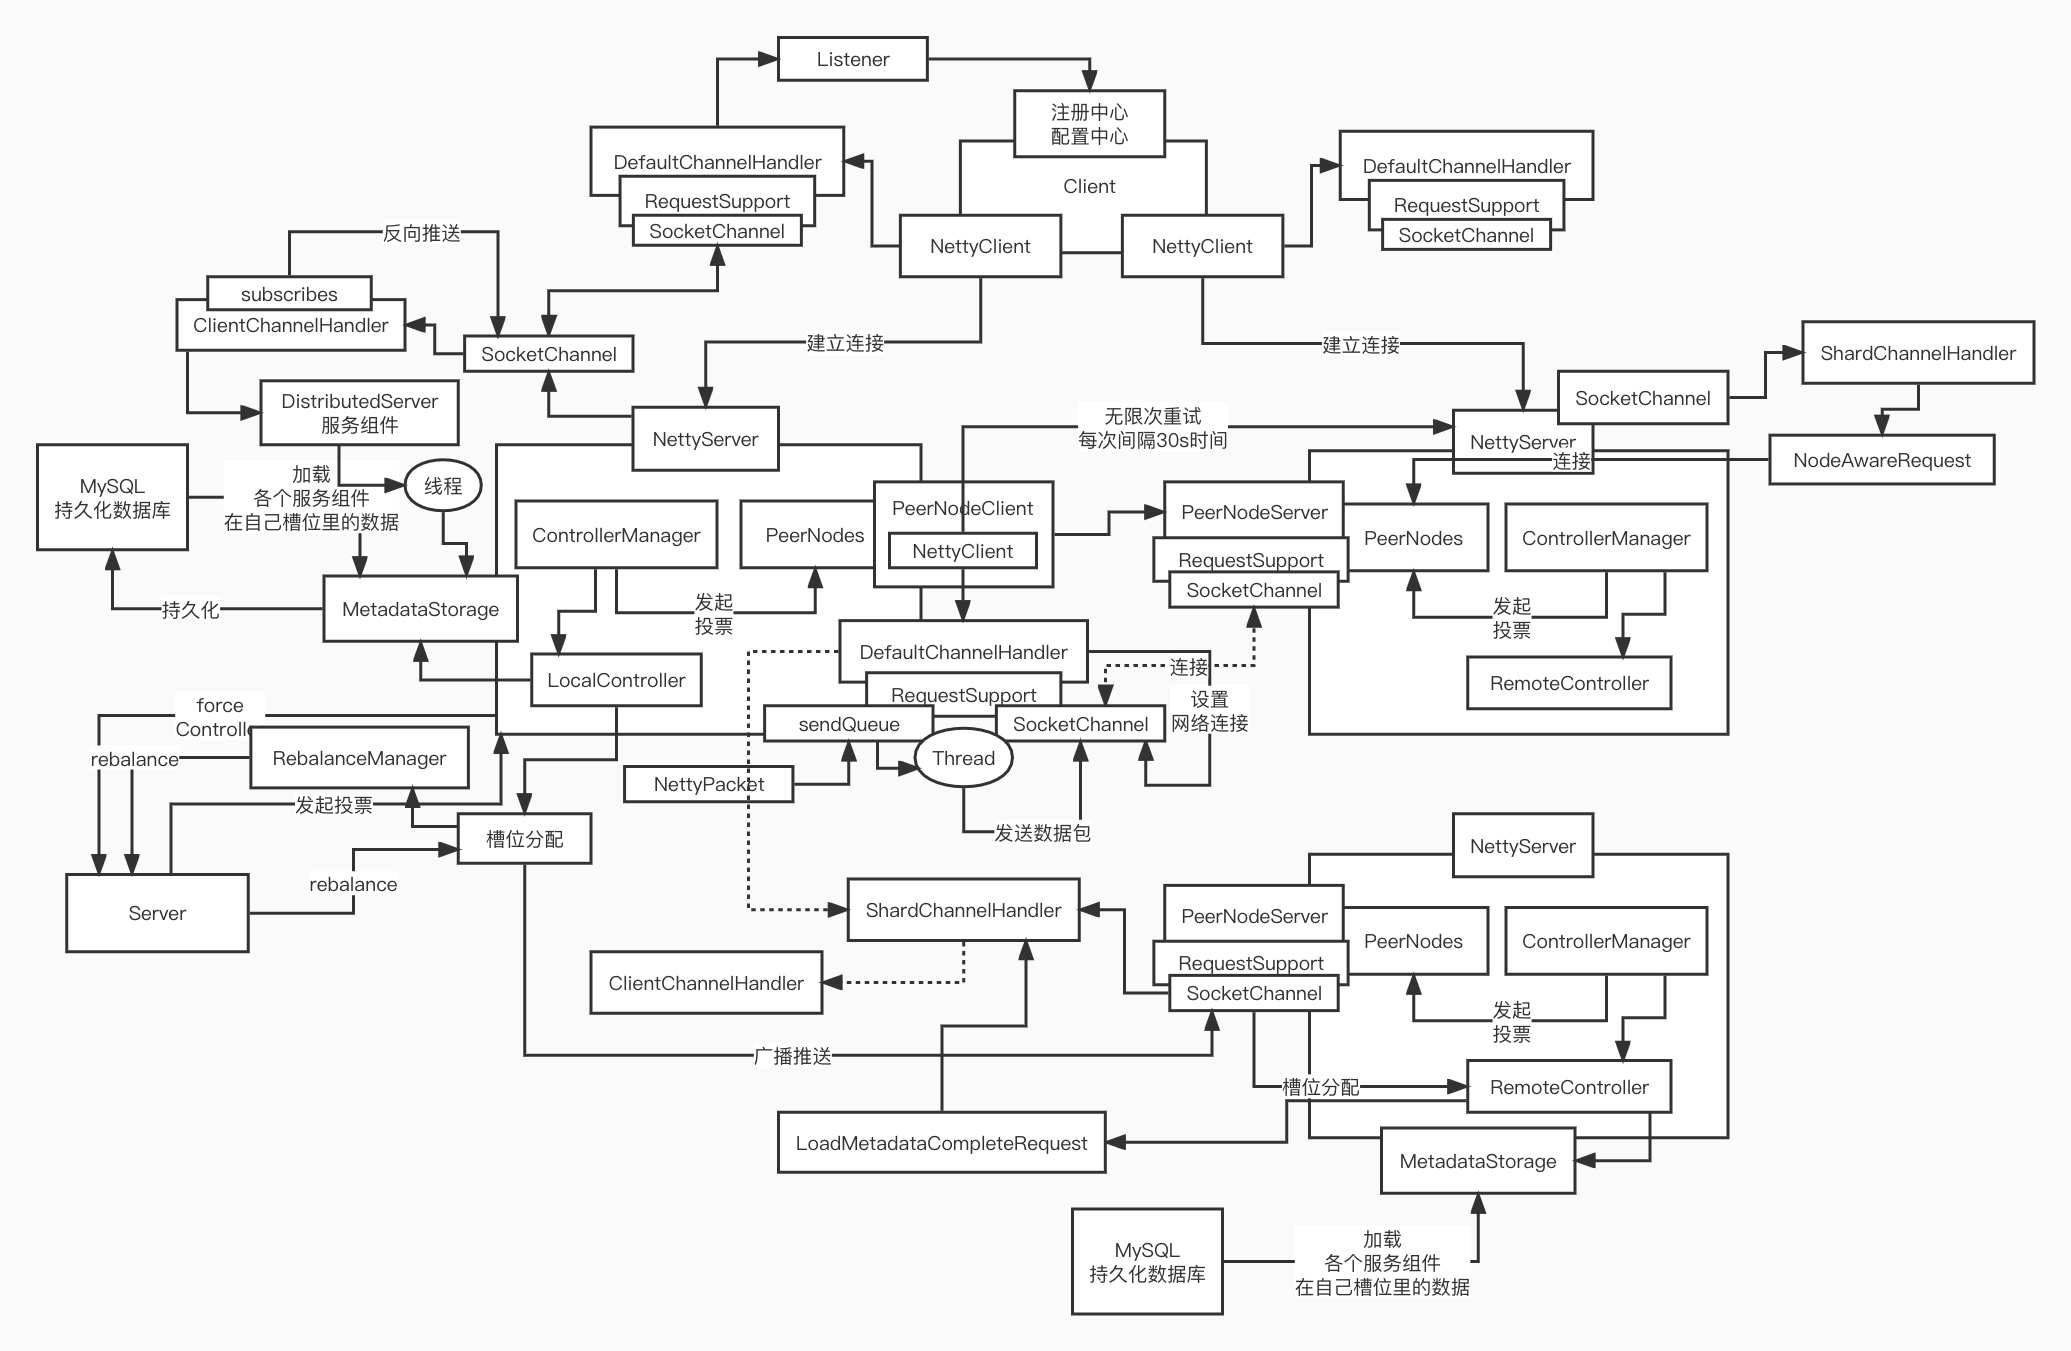 Listener
注册中心
配置中心
Client
DefaultChannelHandler
RequestSupport
SocketChannel
NettyClient
NettyClient
DefaultChannelHandler
RequestSupport
SocketChannel
反向推送
subscribes
ClientChannelHandler
SocketChannel
建立连接
建立连接
ShardChannelHandler
DistributedServer
服务组件
SocketChannel
无限次重试
每次间隔30s时间
NettyServer
NettyServer
连接
NodeAwareRequest
MySQL
持久化数据库
加载
各个服务组件
在自己槽位里的数据
线程
ControllerManager
PeerNodes
PeerNodeClient
NettyClient
PeerNodeServer
RequestSupport
SocketChannel
PeerNodes
ControllerManager
持久化
MetadataStorage
发起
投票
发起
投票
DefaultChannelHandler
RequestSupport
连接
LocalController
RemoteController
设置
网络连接
force
Controlle
sendQueue
SocketChannel
rebalance
RebalanceManager
Thread
NettyPacket
发起投票
发送数据包
槽位分配
NettyServer
rebalance
Server
ShardChannelHandler
PeerNodeServer
RequestSupport
SocketChannel
PeerNodes
ControllerManager
ClientChannelHandler
发起
投票
广播推送
槽位分配
RemoteController
LoadMetadataCompleteRequest
MetadataStorage
MySQL
持久化数据库
加载
各个服务组件
在自己槽位里的数据